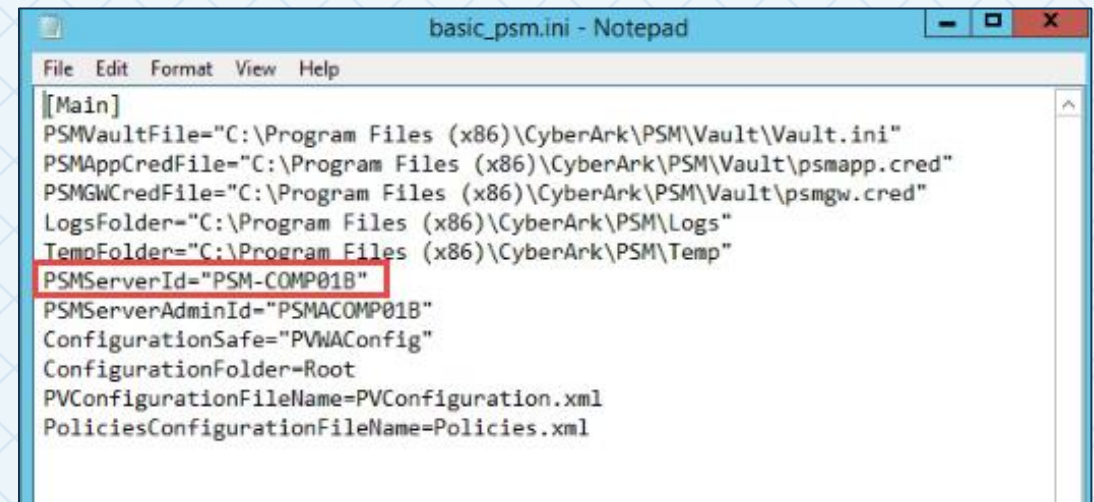 basic_psm.ini - Notepad
File Edit Format View Help
[Main]
PSMVaultFile="C:\Program Files (x86)\CyberArk\PSM\Vault\Vault.ini"
PSMAppCredFile="C:\Program Files (x86)\CyberArk\PSM\Vault\psmapp.cred"
PSMGWCredFile="C:\Program Files (x86)\CyberArk\PSM\Vault\psmgw.cred"
LogsFolder="C:\Program Files (x86)\CyberArk\PSM\Logs"
TempFolder="C:\Program Files (x86)\CyberArk\PSM\Temp"
PSMServerId="PSM-COMP01B"
PSMServerAdminId="PSMACOMP01B"
ConfigurationSafe="PVWAConfig"
ConfigurationFolder=Root
PVConfigurationFileName=PVConfiguration.xml
PoliciesConfigurationFileName=Policies.xml